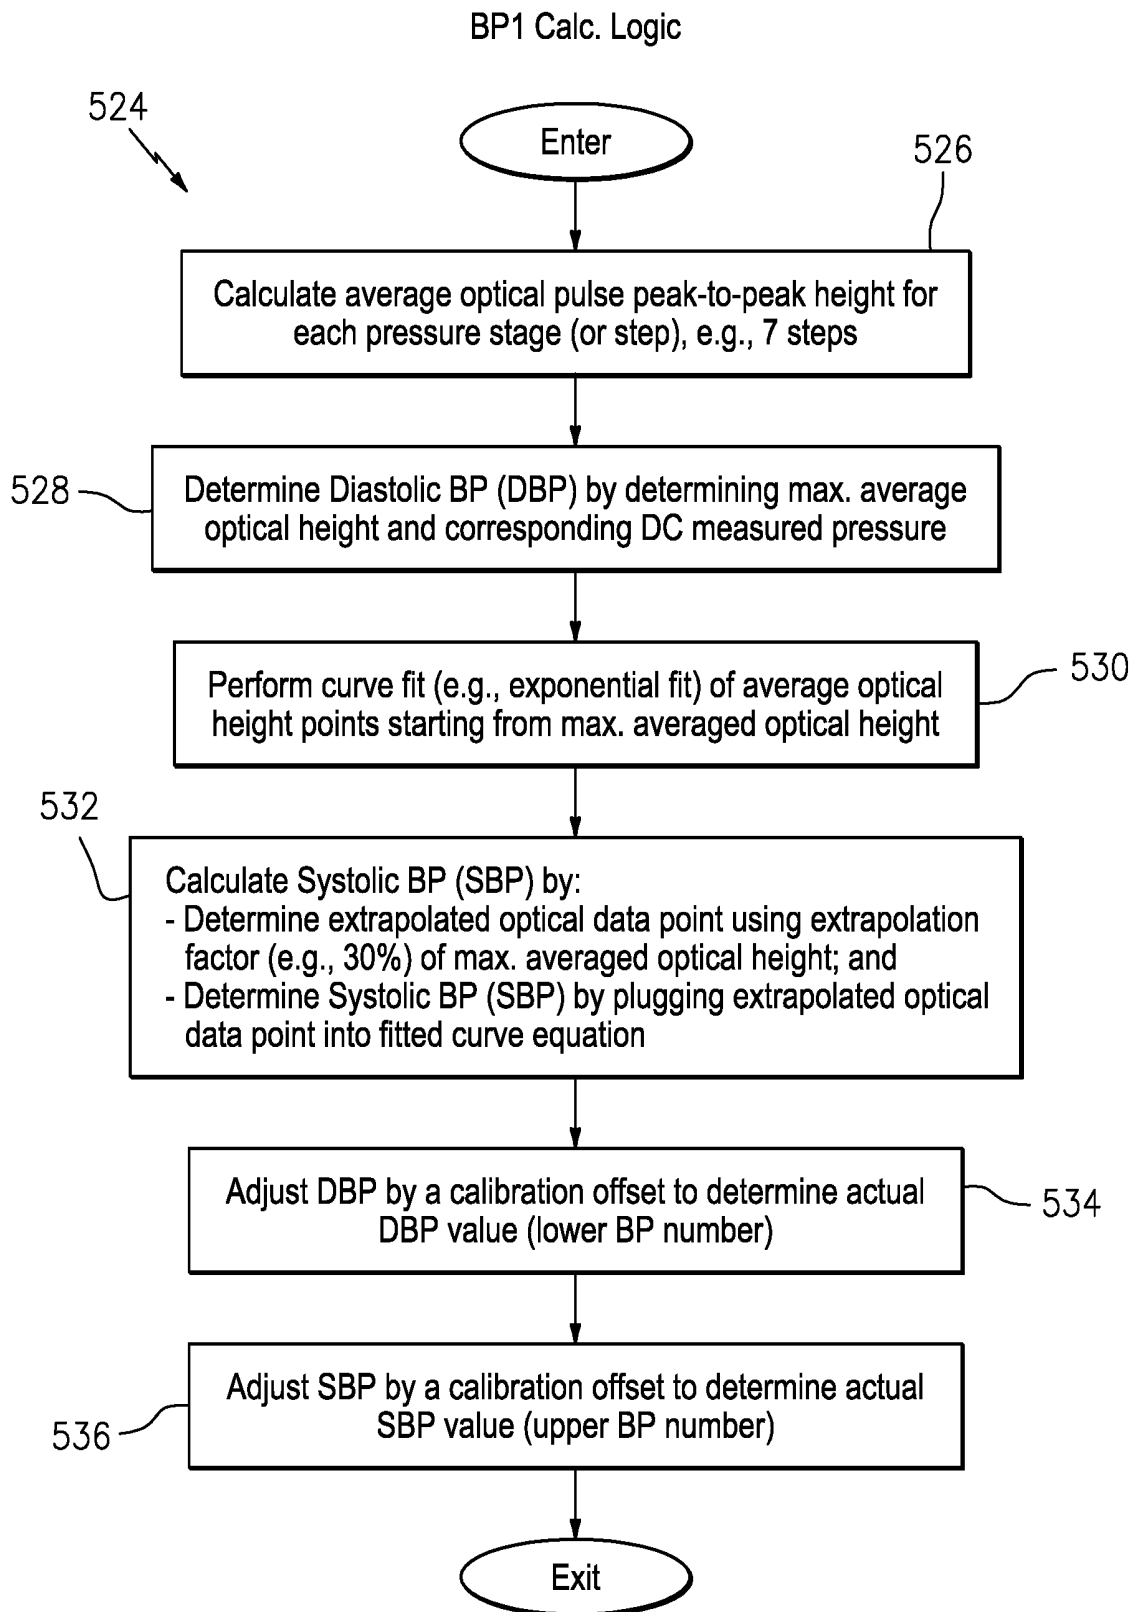 BP1 Calc. Logic
524
Enter
526
Calculate average optical pulse peak-to-peak height for
each pressure stage (or step), e.g., 7 steps
528
Determine Diastolic BP (DBP) by determining max. average
optical height and corresponding DC measured pressure
530
Perform curve fit (e.g., exponential fit) of average optical
height points starting from max. averaged optical height
532
Calculate Systolic BP (SBP) by:
- Determine extrapolated optical data point using extrapolation
factor (e.g., 30%) of max. averaged optical height; and
- Determine Systolic BP (SBP) by plugging extrapolated optical
data point into fitted curve equation
Adjust DBP by a calibration offset to determine actual
DBP value (lower BP number)
534
Adjust SBP by a calibration offset to determine actual
SBP value (upper BP number)
536
Exit